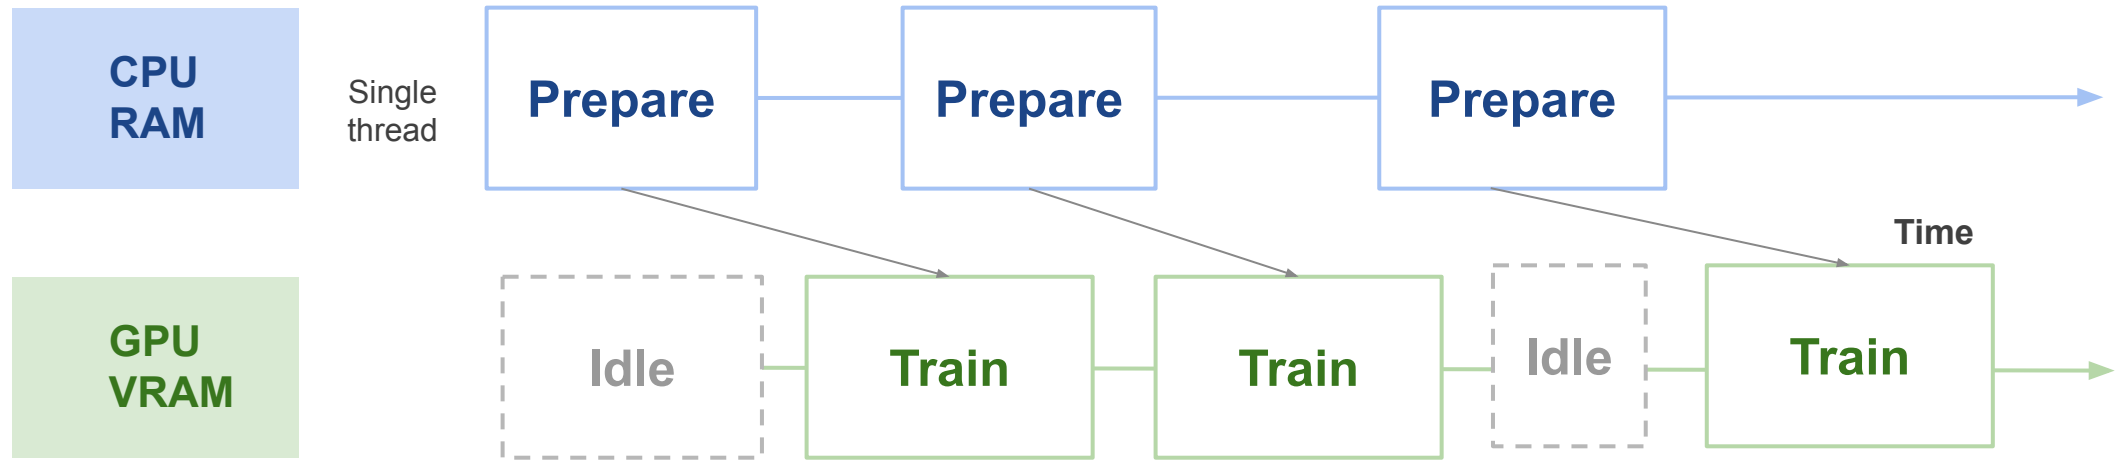 CPU
RAM
Single
thread
Prepare
Prepare
Prepare
Time
GPU
VRAM
Idle
Train
Train
Idle
Train